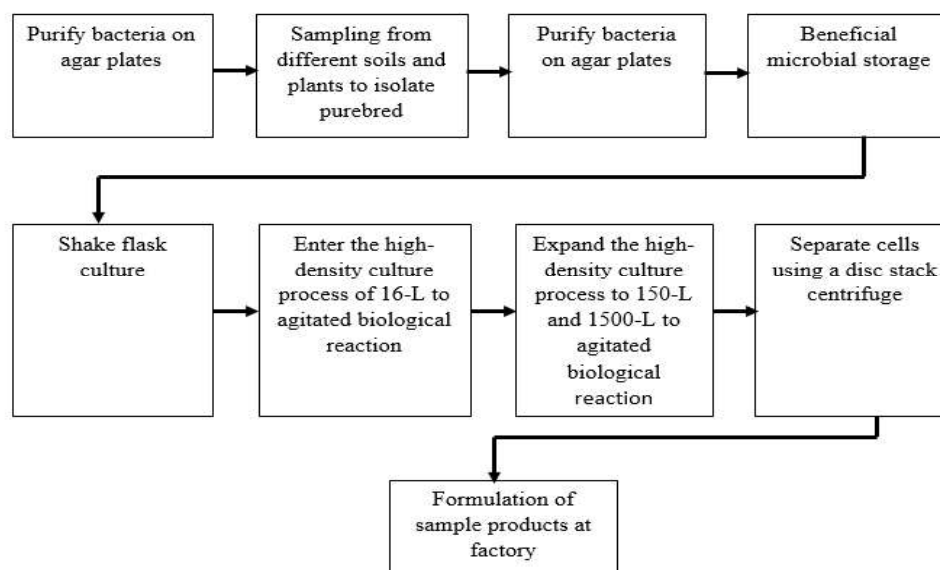 Purify bacteria on
agar plates
Sampling from
different soils and
plants to isolate
purebred
Purify bacteria
on agar plates
Beneficial
microbial storage
Shake flask
culture
Enter the high-
density culture
process of 16-L to
agitated biological
reaction
Expand the high-
density culture
process to 150-L
and 1500-L to
agitated
biological
reaction
Separate cells
using a disc stack
centrifuge
Formulation of
sample products at
factory